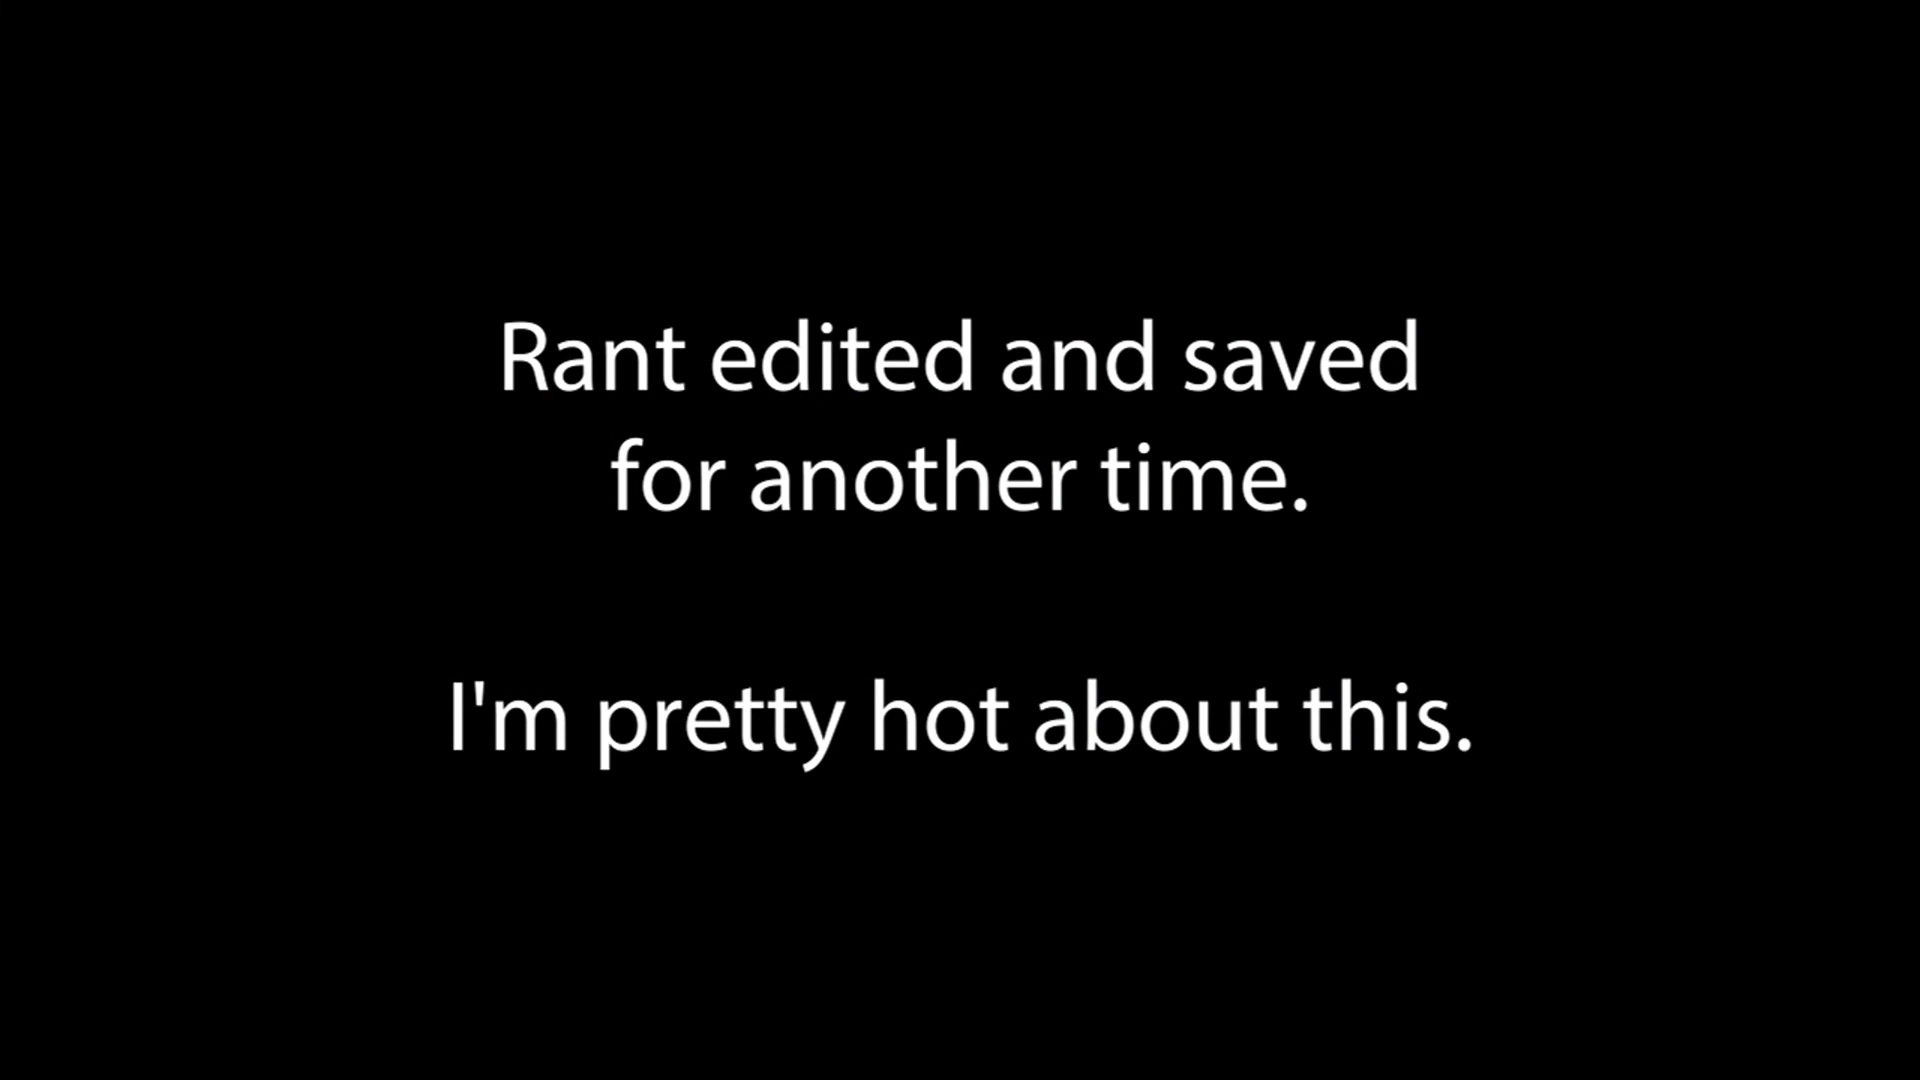 Rant edited and saved
for another time.
I'm pretty hot about this.